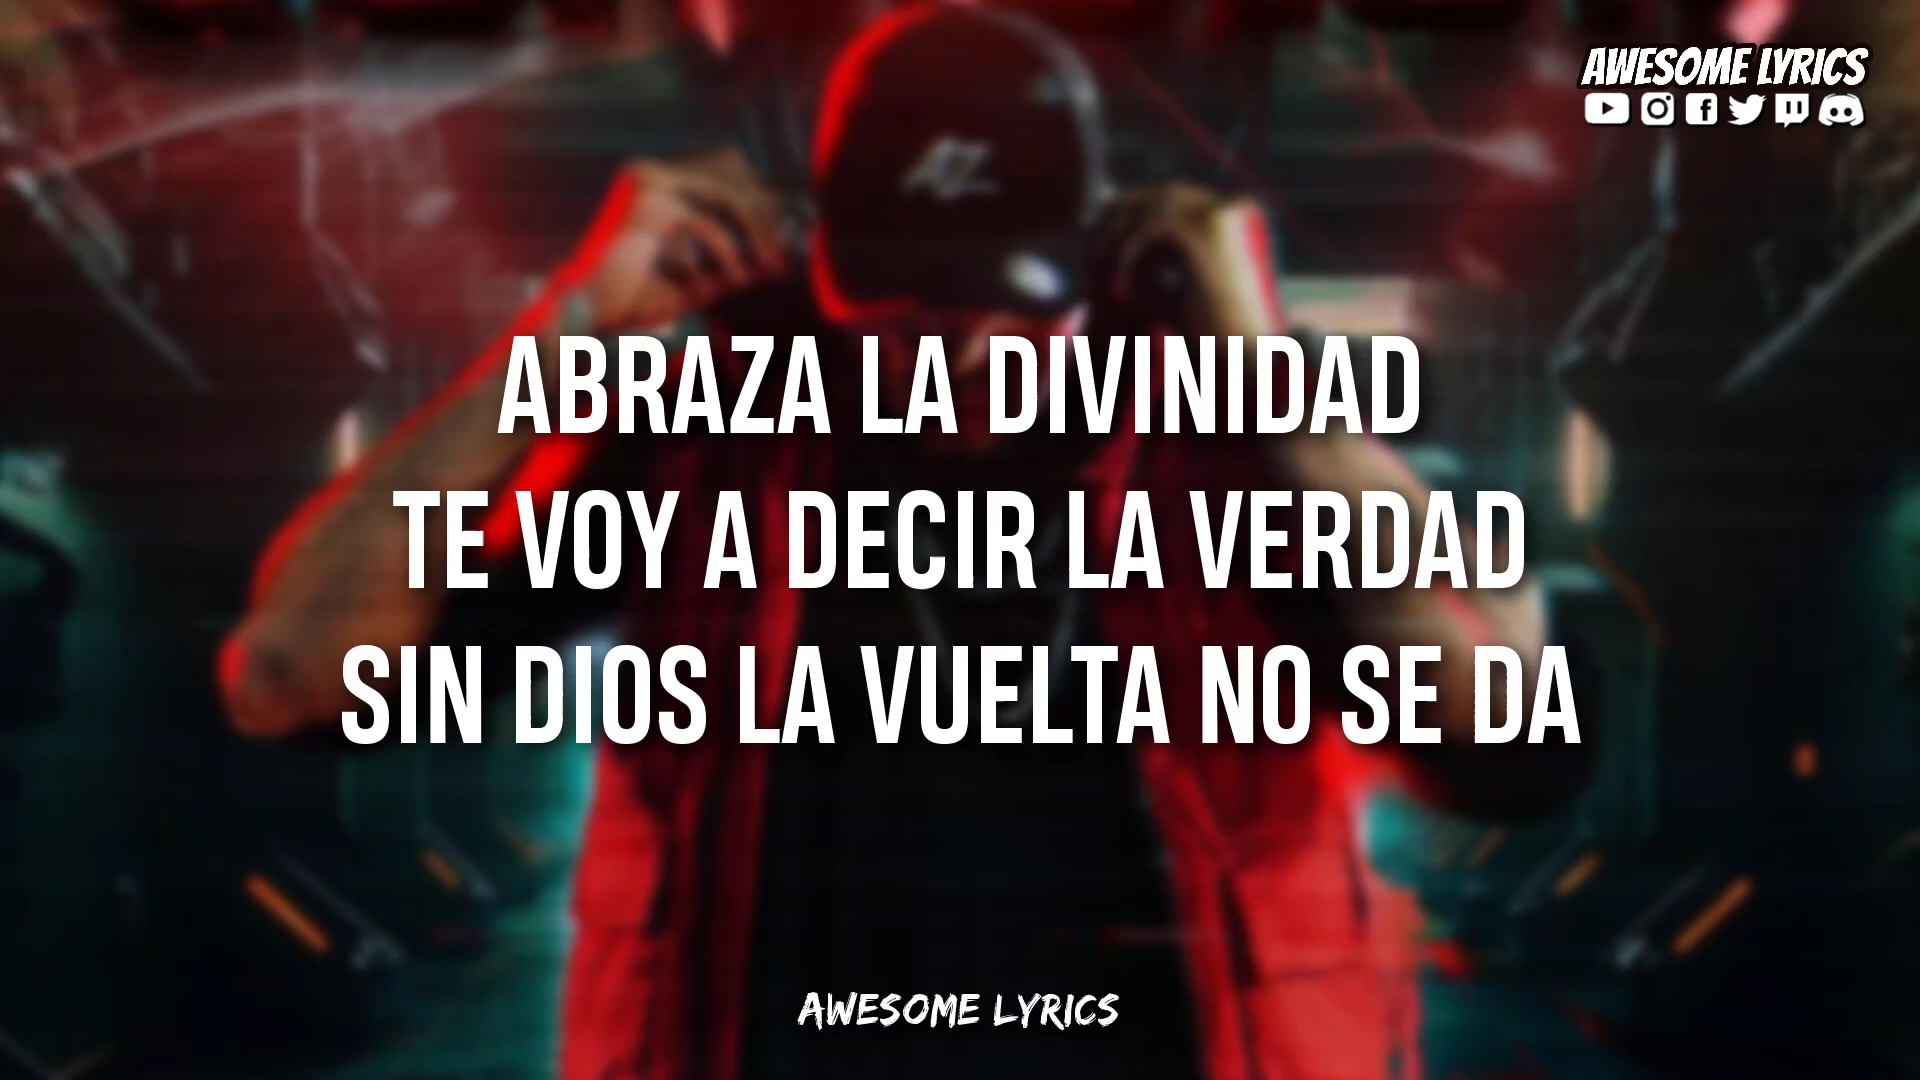 AWESOME LYRICS
ABRAZA LA DIVINIDAD
TE VOY A DECIR LA VERDAD
SIN DIOS LA VUELTA NO SE DA
AWESOME LYRICS